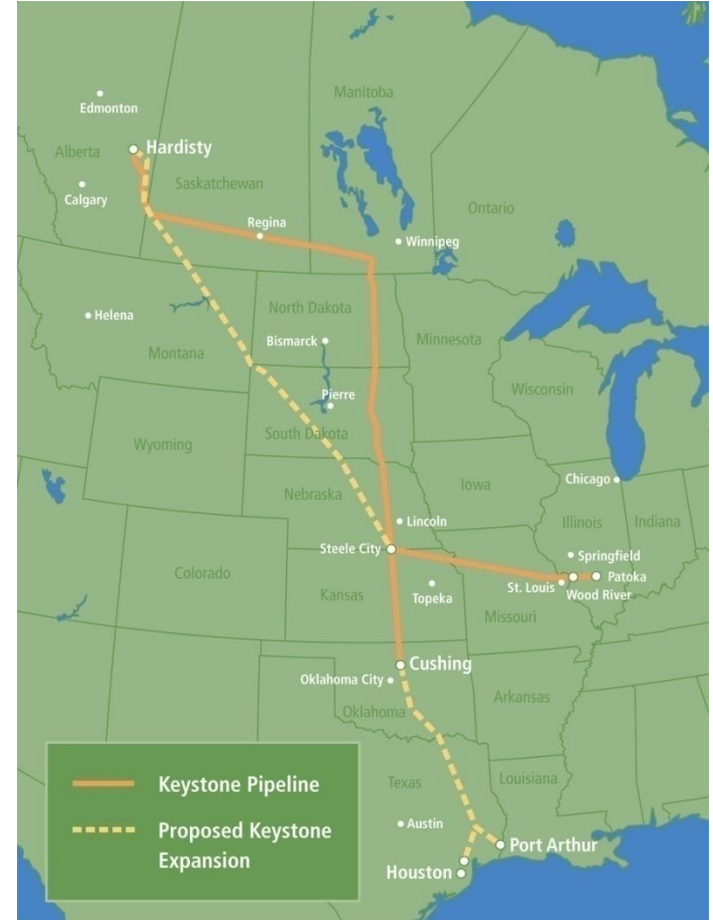 Manitoba
Edmonton
Hardisty
Alberta
Saskatchewan
Calgary
Ontario
Regina
Winnipeg
North Dakota
Helena
Minnesota
Bismarck
Montana
Wisconsin
Pierre
South Dakota
Wyoming
Chicago
Iowa
Nebraska
Lincoln
Illinois
Indiana
Steele City
Springfield
Colorado
Patoka
St. Louis
Wood River
Kansas
Topeka
Missouri
Cushing
Oklahoma City
Arkansas
Oklahoma
Louisiana
Texas
Keystone Pipeline
Austin
Proposed Keystone
Expansion
Port Arthur
Houston